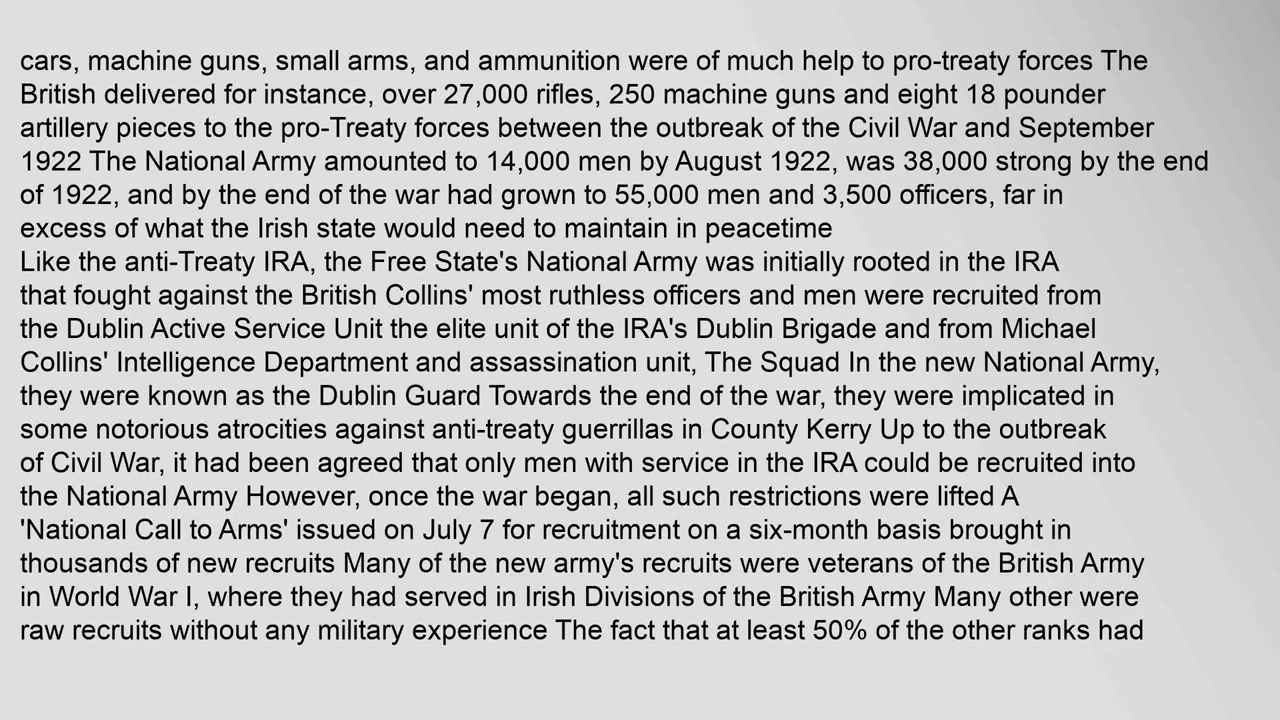 cars, machine guns, small arms, and ammunition were of much help to pro-treaty forces The
British delivered for instance, over 27,000 rifles, 250 machine guns and eight 18 pounder
artillery pieces to the pro-Treaty forces between the outbreak of the Civil War and September
1922 The National Army amounted to 14,000 men by August 1922, was 38,000 strong by the end
of 1922, and by the end of the war had grown to 55,000 men and 3,500 officers, far in
excess of what the Irish state would need to maintain in peacetime
Like the anti-Treaty IRA, the Free State's National Army was initially rooted in the IRA
that fought against the British Collins' most ruthless officers and men were recruited from
the Dublin Active Service Unit the elite unit of the IRA's Dublin Brigade and from Michael
Collins' Intelligence Department and assassination unit, The Squad In the new National Army,
they were known as the Dublin Guard Towards the end of the war, they were implicated in
some notorious atrocities against anti-treaty guerrillas in County Kerry Up to the outbreak
of Civil War, it had been agreed that only men with service in the IRA could be recruited into
the National Army However, once the war began, all such restrictions were lifted A
'National Call to Arms' issued on July 7 for recruitment on a six-month basis brought in
thousands of new recruits Many of the new army's recruits were veterans of the British Army
in World War I, where they had served in Irish Divisions of the British Army Many other were
raw recruits without any military experience The fact that at least 50% of the other ranks had